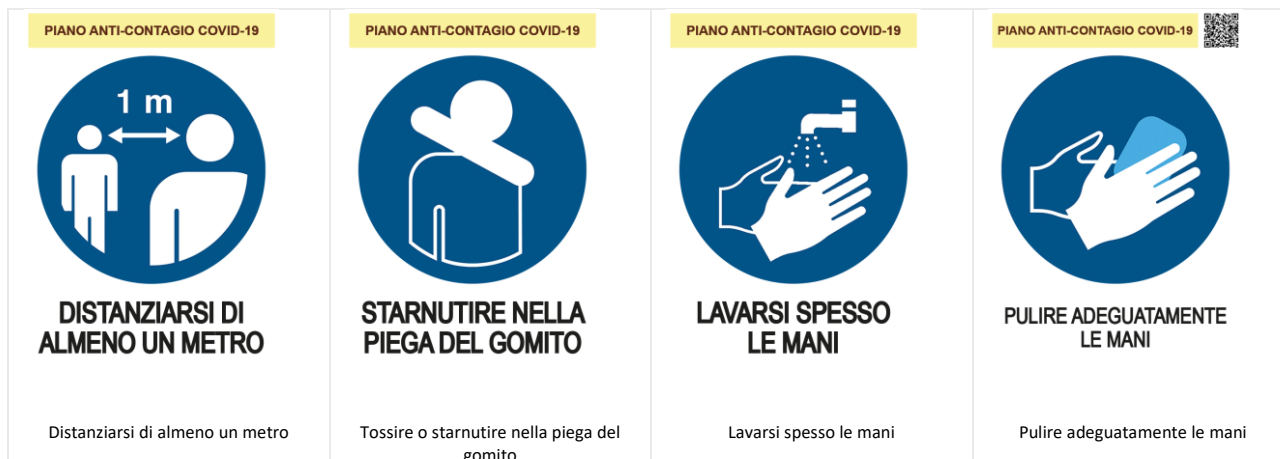 PIANO ANTI-CONTAGIO COVID-19
1 m
DISTANZIARSI DI
ALMENO UN METRO
Distanziarsi di almeno un metro
PIANO ANTI-CONTAGIO COVID-19
STARNUTIRE NELLA
PIEGA DEL GOMITO
Tossire o starnutire nella piega del
gomito
PIANO ANTI-CONTAGIO COVID-19
LAVARSI SPESSO
LE MANI
Lavarsi spesso le mani
PIANO ANTI-CONTAGIO COVID-19
PULIRE ADEGUATAMENTE
LE MANI
Pulire adeguatamente le mani